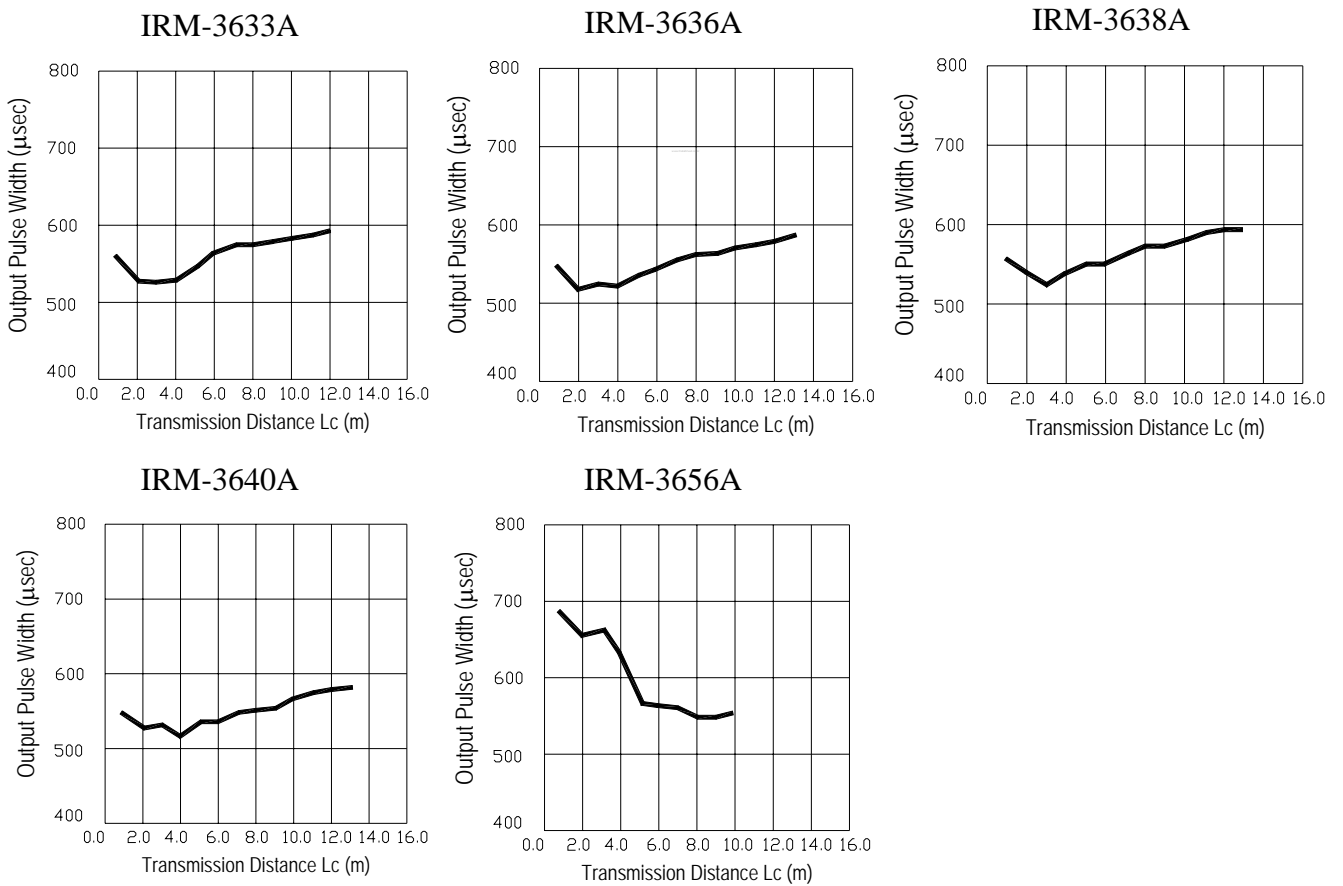 IRM-3633A
800
700
600
500
400
0.0 2.0 4.0 6.0 8.0 10.0 12.0 14.0 16.0
Output Pulse Width (μsec)
Transmission Distance Lc (m)
IRM-3636A
800
700
600
500
400
0.0 2.0 4.0 6.0 8.0 10.0 12.0 14.0 16.0
Output Pulse Width (μsec)
Transmission Distance Lc (m)
IRM-3638A
800
700
600
500
400
0.0 2.0 4.0 6.0 8.0 10.0 12.0 14.0 16.0
Output Pulse Width (μsec)
Transmission Distance Lc (m)
IRM-3640A
800
700
600
500
400
0.0 2.0 4.0 6.0 8.0 10.0 12.0 14.0 16.0
Output Pulse Width (μsec)
Transmission Distance Lc (m)
IRM-3656A
800
700
600
500
400
0.0 2.0 4.0 6.0 8.0 10.0 12.0 14.0 16.0
Output Pulse Width (μsec)
Transmission Distance Lc (m)